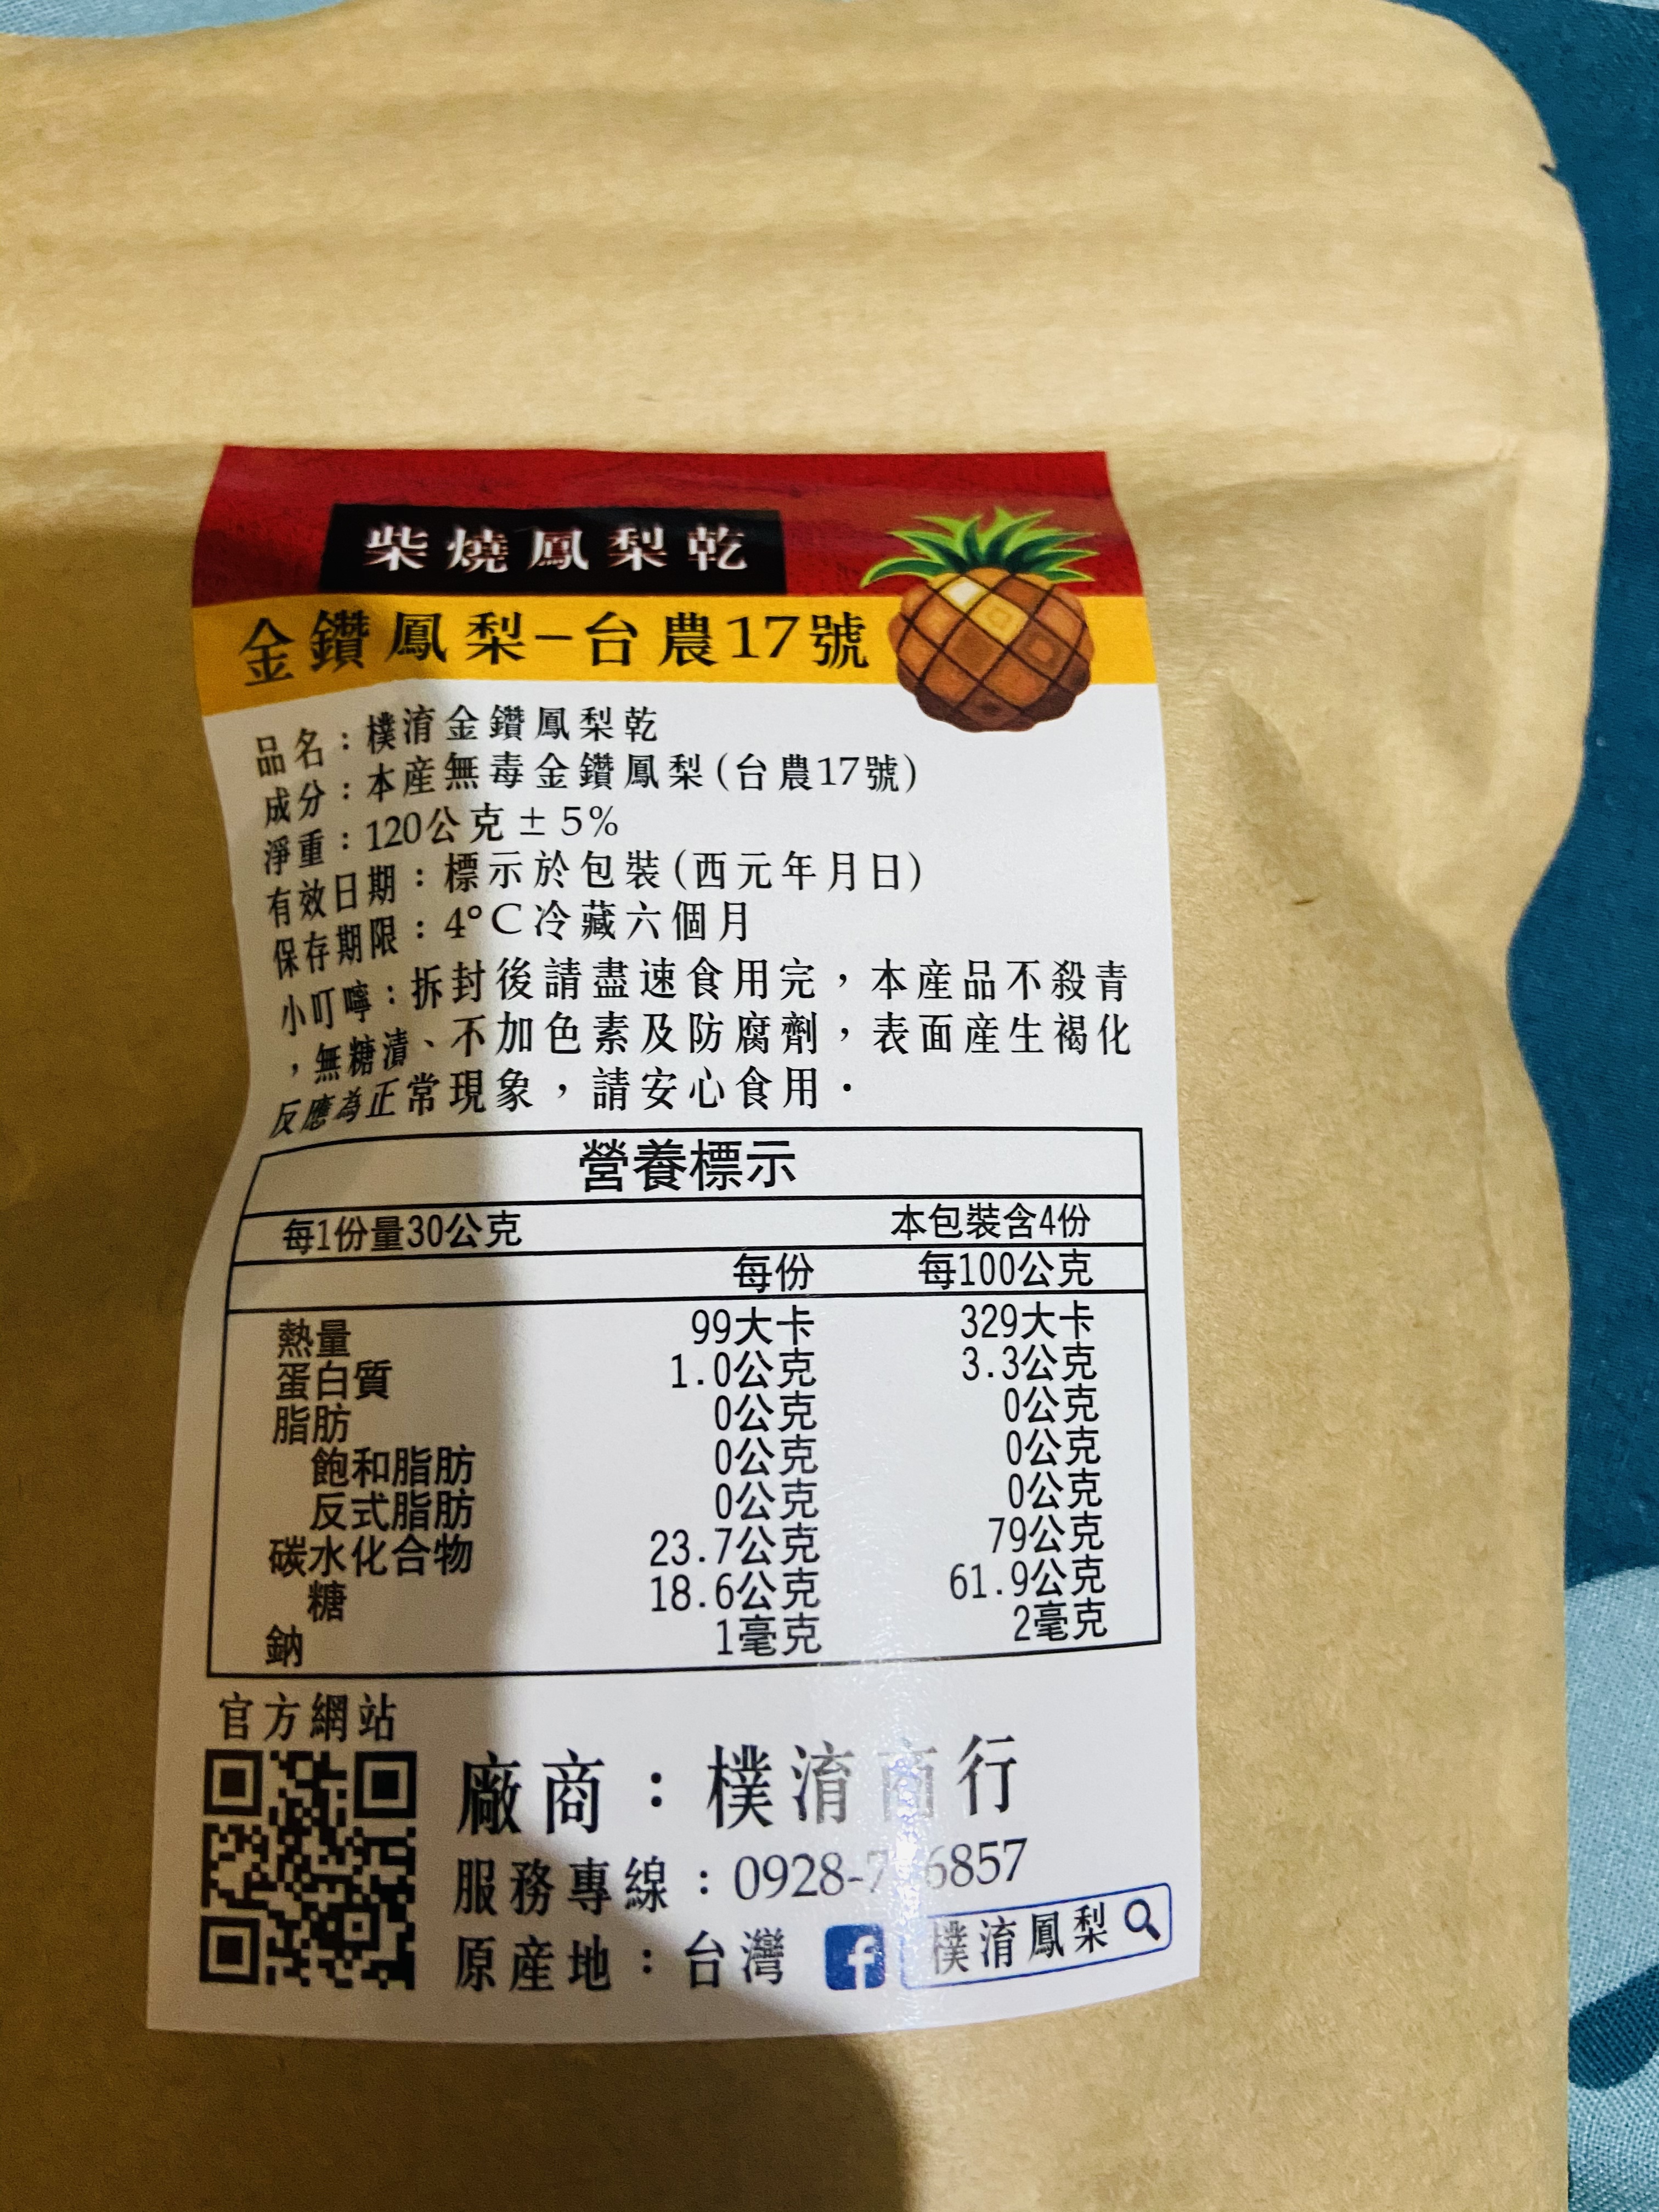 柴燒鳳梨乾
金鑽鳳梨–台農17號
品名：樸淯金鑽鳳梨乾
成分：本産無毒金鑽鳳梨(台農17號)
淨重：120公克±5%
有效日期：標示於包裝(西元年月日)
保存期限：4°C冷藏六個月
小叮嚀：拆封後請盡速食用完，本産品不殺青
，無糖漬、不加色素及防腐劑，表面産生褐化
反應為正常現象，請安心食用．
營養標示
每1份量30公克 本包裝含4份
每份 每100公克
熱量 99大卡 329大卡
蛋白質 1.0公克 3.3公克
脂肪 0公克 0公克
飽和脂肪 0公克 0公克
反式脂肪 0公克 0公克
碳水化合物 23.7公克 79公克
糖 18.6公克 61.9公克
鈉 1毫克 2毫克
官方網站
廠商：樸淯商行
服務專線：0928-7 6857
原産地：台灣 f 樸淯鳳梨